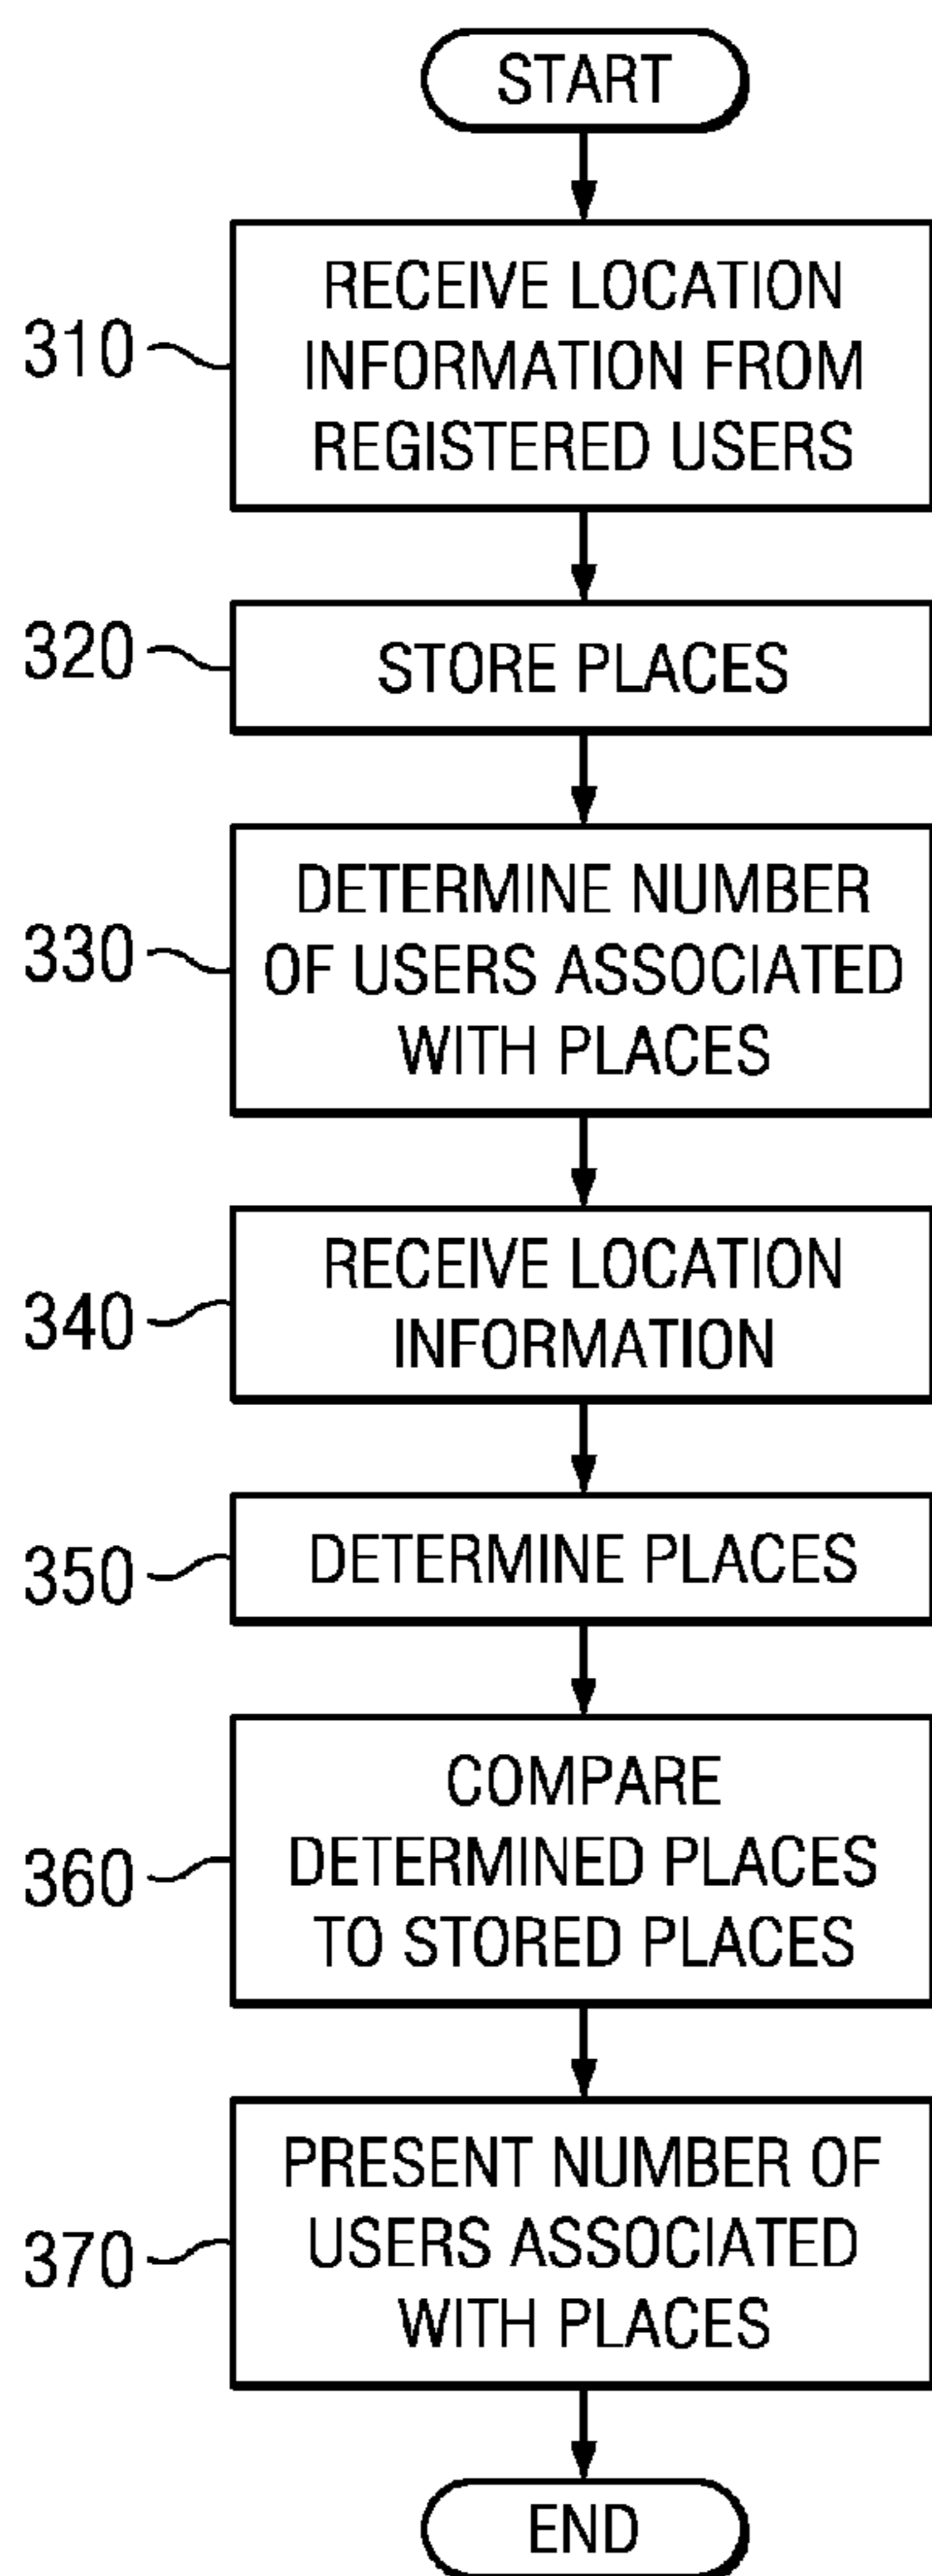 START
310
RECEIVE LOCATION
INFORMATION FROM
REGISTERED USERS
320
STORE PLACES
330
DETERMINE NUMBER
OF USERS ASSOCIATED
WITH PLACES
340
RECEIVE LOCATION
INFORMATION
350
DETERMINE PLACES
360
COMPARE
DETERMINED PLACES
TO STORED PLACES
370
PRESENT NUMBER OF
USERS ASSOCIATED
WITH PLACES
END